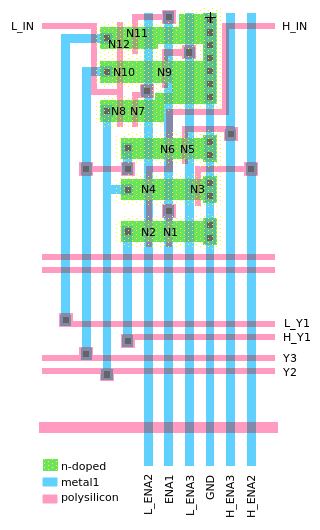 L_IN
H_IN
N11
N12
N10 N9
N8 N7
N6 N5
N4 N3
N2 N1
L_Y1
H_Y1
Y3
Y2
L_ENA2
ENA1
L_ENA3
GND
H_ENA3
H_ENA2
n-doped
metal1
polysilicon